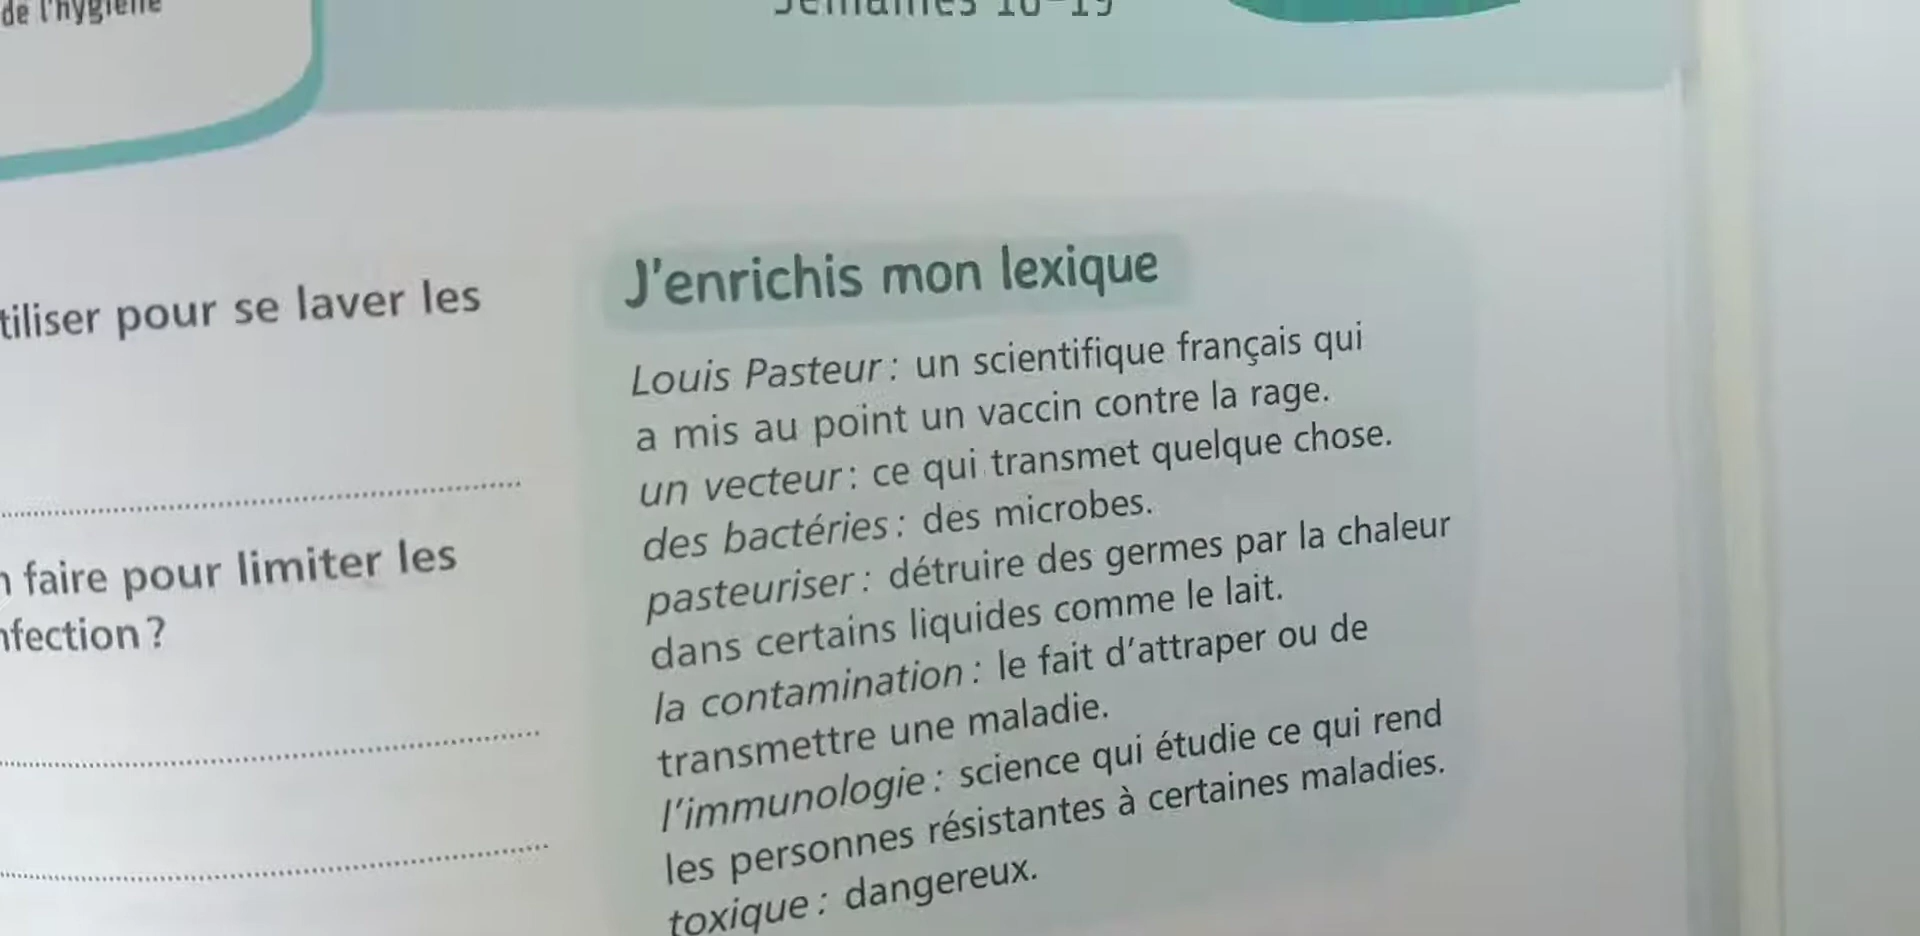 de l'hygiène
Semaines 18-19
tiliser pour se laver les
faire pour limiter les
nfection ?
J'enrichis mon lexique
Louis Pasteur : un scientifique français qui
a mis au point un vaccin contre la rage.
un vecteur : ce qui transmet quelque chose.
des bactéries : des microbes.
pasteuriser : détruire des germes par la chaleur
dans certains liquides comme le lait.
la contamination : le fait d'attraper ou de
transmettre une maladie.
l'immunologie : science qui étudie ce qui rend
les personnes résistantes à certaines maladies.
toxique : dangereux.